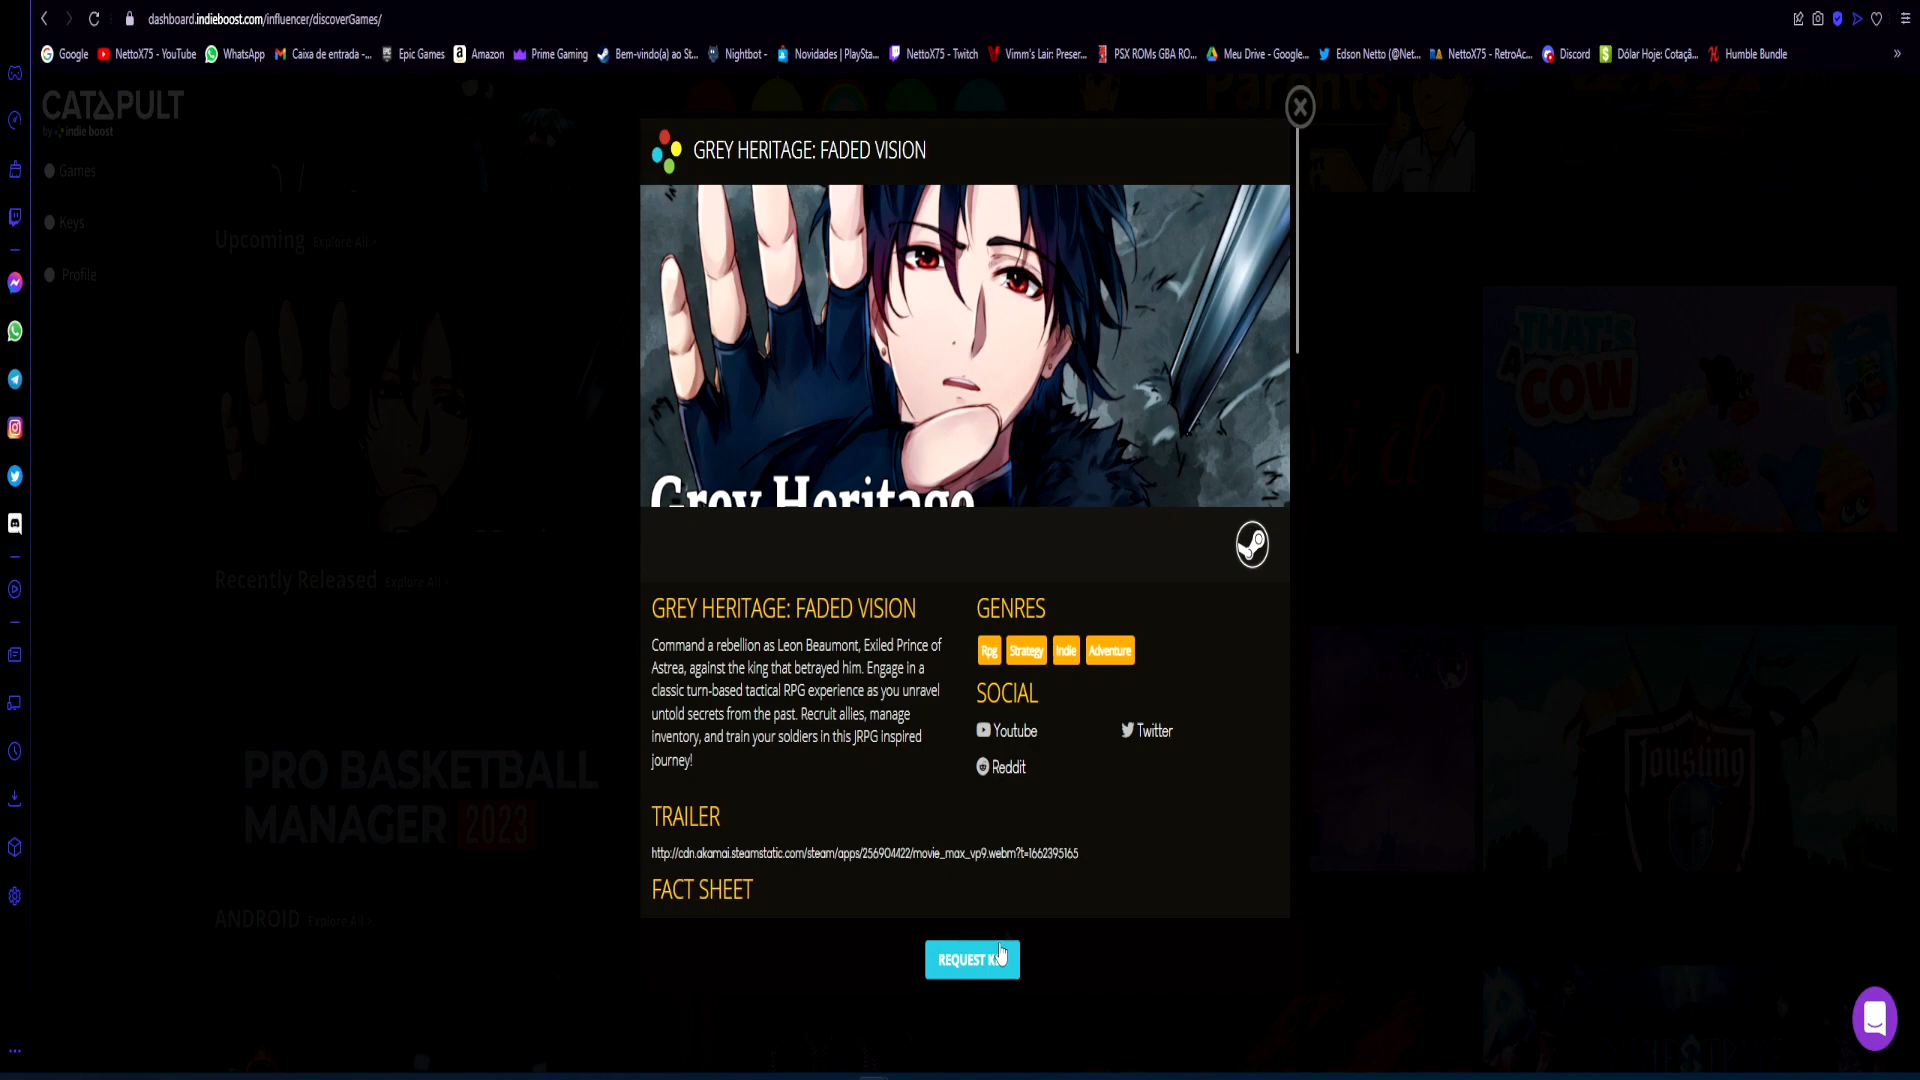 dashboard.indieboost.com/influencer/discoverGames/
Google NettoX75 - YouTube WhatsApp Caixa de entrada -... Epic Games Amazon Prime Gaming Bem-vindo(a) ao St... Nightbot - Novidades | PlaySta... NettoX75 - Twitch Vimm's Lair: Preser... PSX ROMs GBA RO... Meu Drive - Google... Edson Netto (@Net... NettoX75 - RetroAc... Discord Dólar Hoje: Cotaçã... Humble Bundle »
CATAPULT
by indie boost
Games
Keys
Profile
Parents
Upcoming Explore All ›
Recently Released Explore All ›
PRO BASKETBALL
MANAGER 2023
ANDROID Explore All ›
GREY HERITAGE: FADED VISION
Grey Heritage
GREY HERITAGE: FADED VISION
Command a rebellion as Leon Beaumont, Exiled Prince of
Astrea, against the king that betrayed him. Engage in a
classic turn-based tactical RPG experience as you unravel
untold secrets from the past. Recruit allies, manage
inventory, and train your soldiers in this JRPG inspired
journey!
GENRES
Rpg Strategy Indie Adventure
SOCIAL
Youtube Twitter
Reddit
TRAILER
http://cdn.akamai.steamstatic.com/steam/apps/256904422/movie_max_vp9.webm?t=1662395165
FACT SHEET
REQUEST
THAT'S
A COW
Jousting